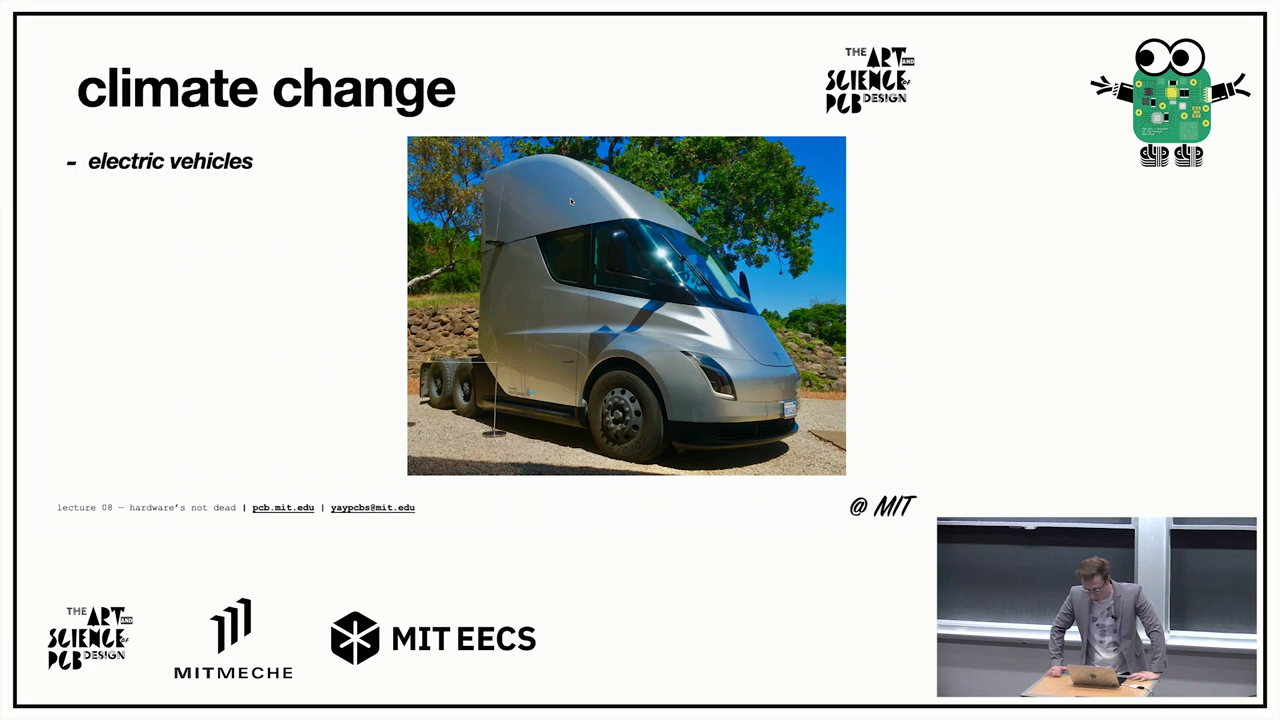 climate change
- electric vehicles
THE
ART AND
SCIENCE of
PCB DESIGN
lecture 08 — hardware's not dead | pcb.mit.edu | yaypcbs@mit.edu
@ MIT
THE
ART AND
SCIENCE of
PCB DESIGN
MITMECHE
MIT EECS